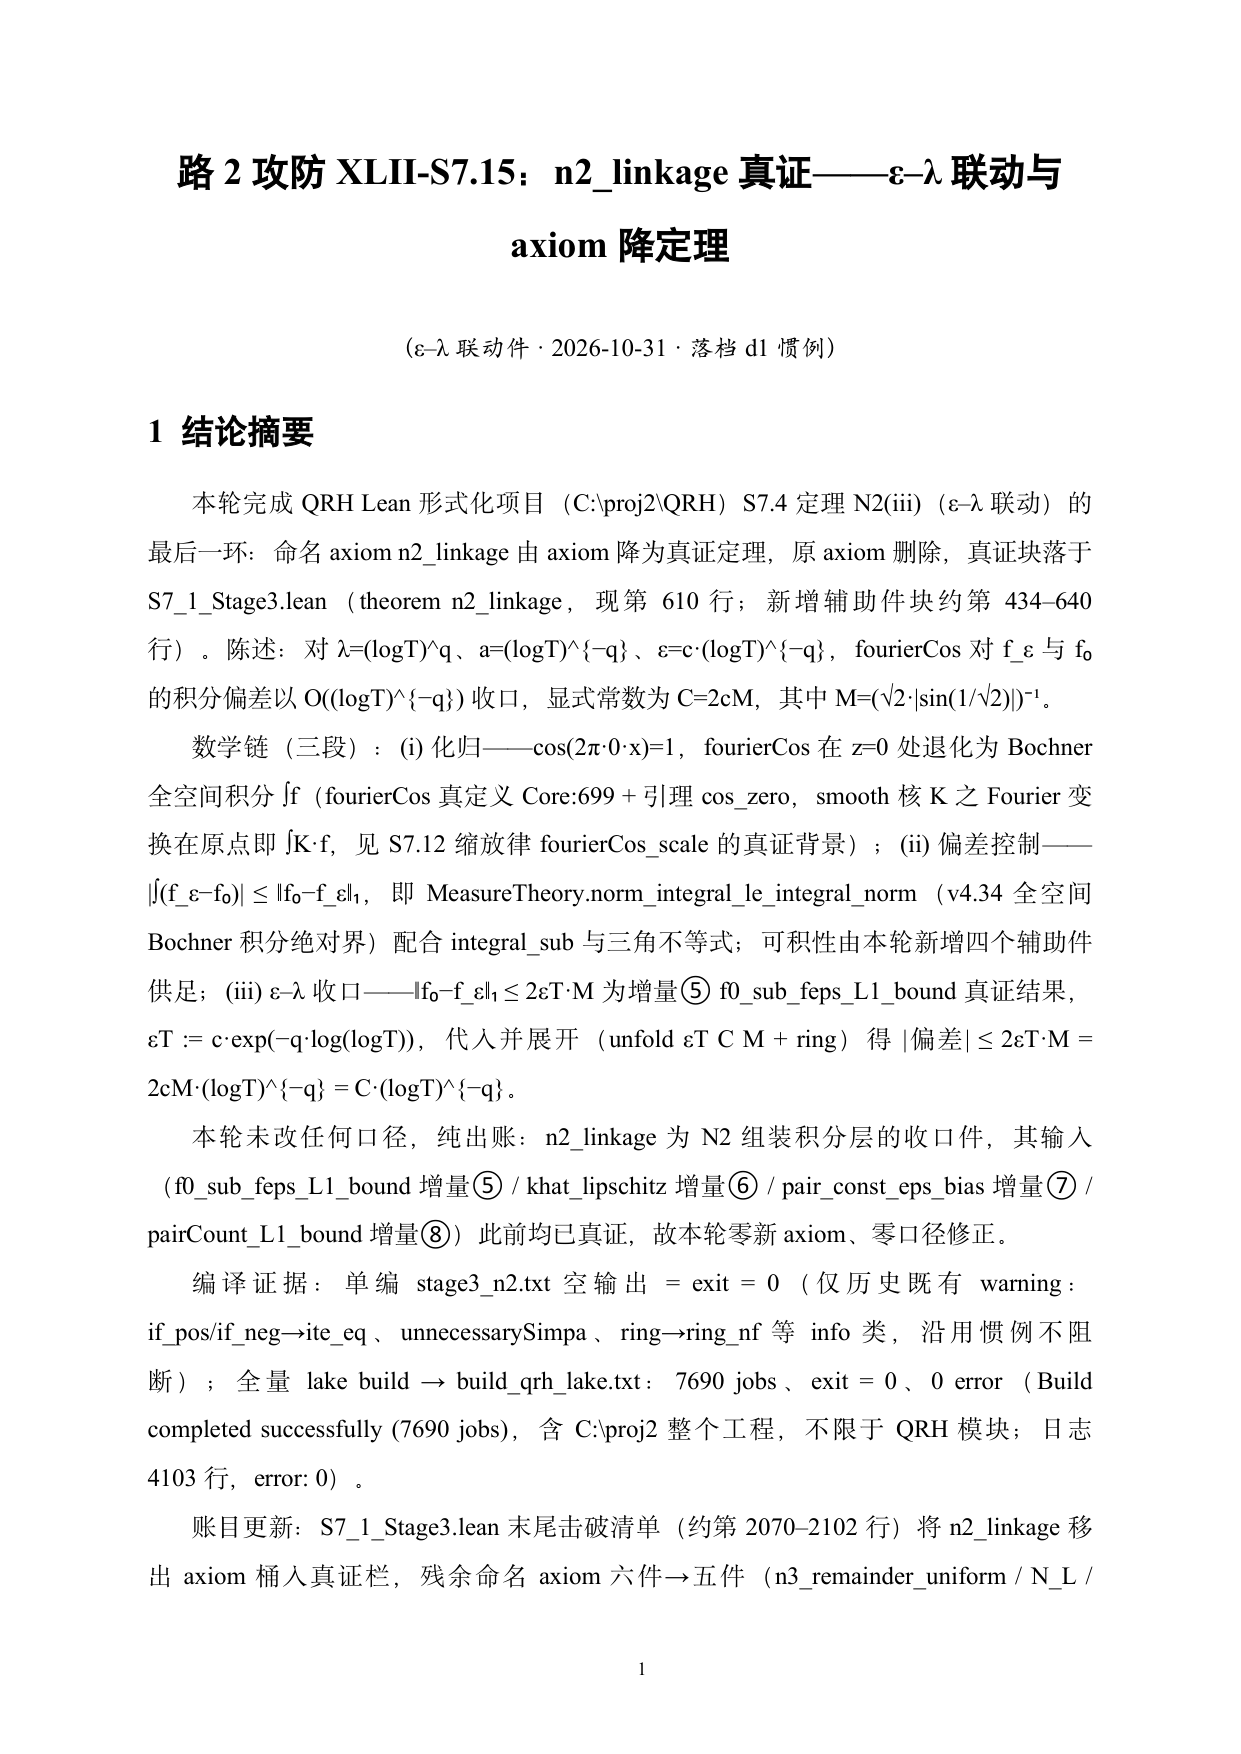 路 2 攻防 XLII-S7.15：n2_linkage 真证——ε–λ 联动与
axiom 降定理
（ε–λ 联动件 · 2026-10-31 · 落档 d1 惯例）
1 结论摘要
本轮完成 QRH Lean 形式化项目（C:\proj2\QRH）S7.4 定理 N2(iii)（ε–λ 联动）的
最后一环：命名 axiom n2_linkage 由 axiom 降为真证定理，原 axiom 删除，真证块落于
S7_1_Stage3.lean（theorem n2_linkage，现第 610 行；新增辅助件块约第 434–640
行）。陈述：对 λ=(logT)^q、a=(logT)^{−q}、ε=c·(logT)^{−q}，fourierCos 对 f_ε 与 f₀
的积分偏差以 O((logT)^{−q}) 收口，显式常数为 C=2cM，其中 M=(√2·|sin(1/√2)|)⁻¹。
数学链（三段）：(i) 化归——cos(2π·0·x)=1，fourierCos 在 z=0 处退化为 Bochner
全空间积分 ∫f（fourierCos 真定义 Core:699 + 引理 cos_zero，smooth 核 K 之 Fourier 变
换在原点即 ∫K·f，见 S7.12 缩放律 fourierCos_scale 的真证背景）；(ii) 偏差控制——
|∫(f_ε−f₀)| ≤ ‖f₀−f_ε‖₁，即 MeasureTheory.norm_integral_le_integral_norm（v4.34 全空间
Bochner 积分绝对界）配合 integral_sub 与三角不等式；可积性由本轮新增四个辅助件
供足；(iii) ε–λ 收口——‖f₀−f_ε‖₁ ≤ 2εT·M 为增量⑤ f0_sub_feps_L1_bound 真证结果，
εT := c·exp(−q·log(logT))，代入并展开（unfold εT C M + ring）得 |偏差| ≤ 2εT·M =
2cM·(logT)^{−q} = C·(logT)^{−q}。
本轮未改任何口径，纯出账：n2_linkage 为 N2 组装积分层的收口件，其输入
（f0_sub_feps_L1_bound 增量⑤ / khat_lipschitz 增量⑥ / pair_const_eps_bias 增量⑦ /
pairCount_L1_bound 增量⑧）此前均已真证，故本轮零新 axiom、零口径修正。
编译证据：单编 stage3_n2.txt 空输出 = exit = 0（仅历史既有 warning：
if_pos/if_neg→ite_eq、unnecessarySimpa、ring→ring_nf 等 info 类，沿用惯例不阻
断）；全量 lake build → build_qrh_lake.txt：7690 jobs、exit = 0、0 error（Build
completed successfully (7690 jobs)，含 C:\proj2 整个工程，不限于 QRH 模块；日志
4103 行，error: 0）。
账目更新：S7_1_Stage3.lean 末尾击破清单（约第 2070–2102 行）将 n2_linkage 移
出 axiom 桶入真证栏，残余命名 axiom 六件→五件（n3_remainder_uniform / N_L /
1